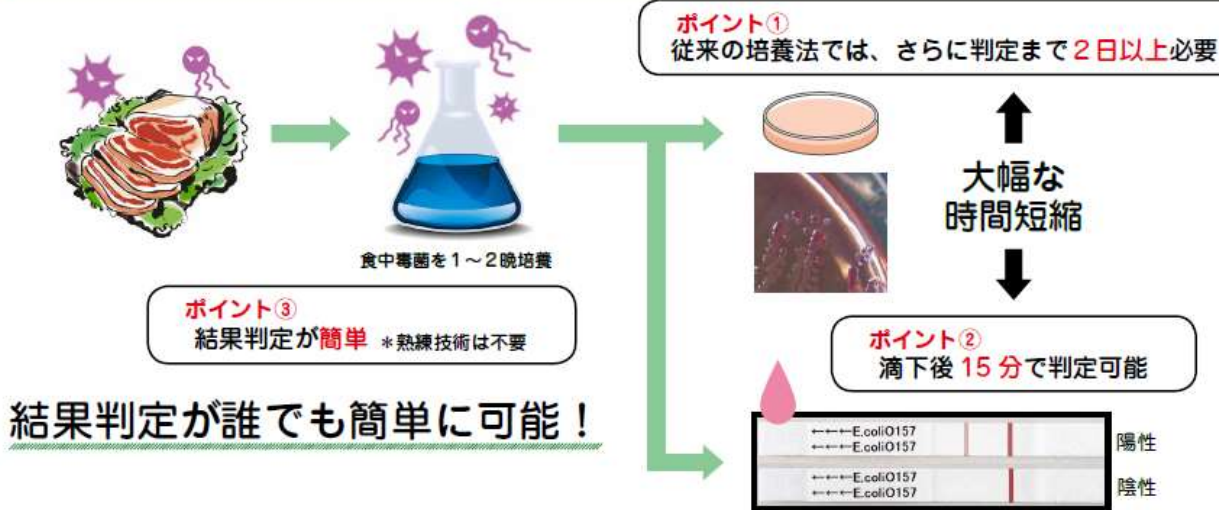 ポイント①
従来の培養法では、さらに判定まで2日以上必要
大幅な
時間短縮
食中毒菌を1～2晩培養
ポイント③
結果判定が簡単 *熟練技術は不要
ポイント②
滴下後15分で判定可能
結果判定が誰でも簡単に可能！
←←←E.coliO157
←←←E.coliO157
陽性
←←←E.coliO157
←←←E.coliO157
陰性